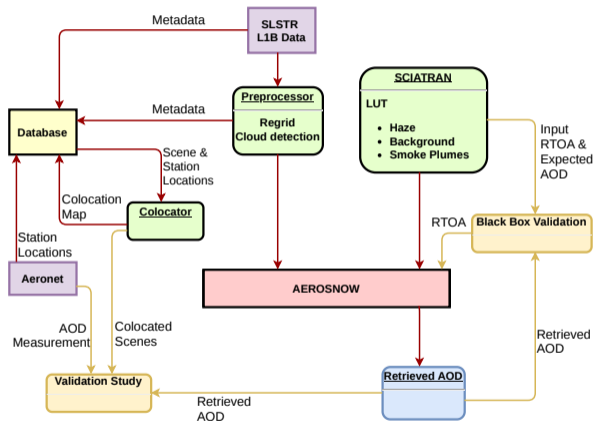 Metadata
SLSTR
L1B Data
Preprocessor
Regrid
Cloud detection
Metadata
SCIATRAN
LUT
• Haze
• Background
• Smoke Plumes
Input
RTOA &
Expected
AOD
Database
Scene &
Station
Locations
Colocation
Map
Colocator
Black Box Validation
RTOA
Station
Locations
Aeronet
AEROSNOW
AOD
Measurement
Colocated
Scenes
Retrieved
AOD
Validation Study
Retrieved AOD
Retrieved
AOD